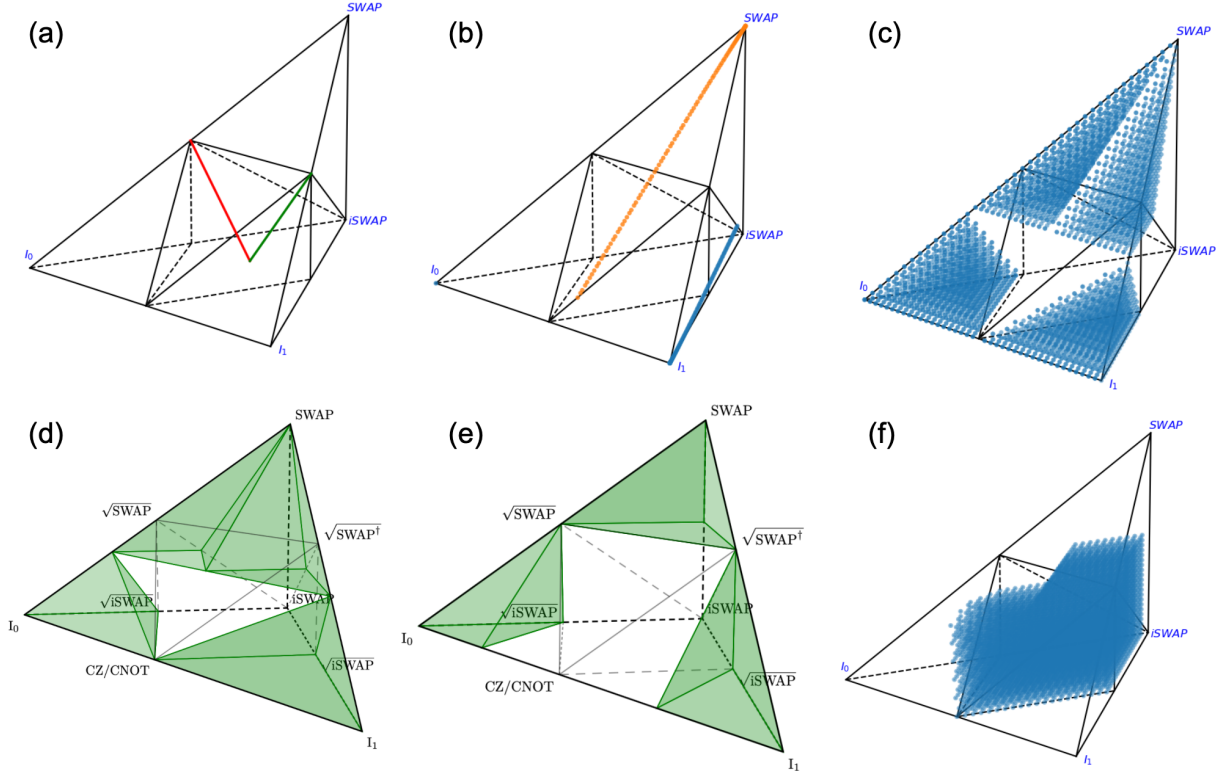 (a)
SWAP
iSWAP
I₀
I₁
(b)
SWAP
iSWAP
I₀
I₁
(c)
SWAP
iSWAP
I₀
I₁
(d)
SWAP
√SWAP
√SWAP†
√iSWAP
iSWAP
I₀
CZ/CNOT
√iSWAP
I₁
(e)
SWAP
√SWAP
√SWAP†
√iSWAP
iSWAP
I₀
CZ/CNOT
√iSWAP
I₁
(f)
SWAP
iSWAP
I₀
I₁